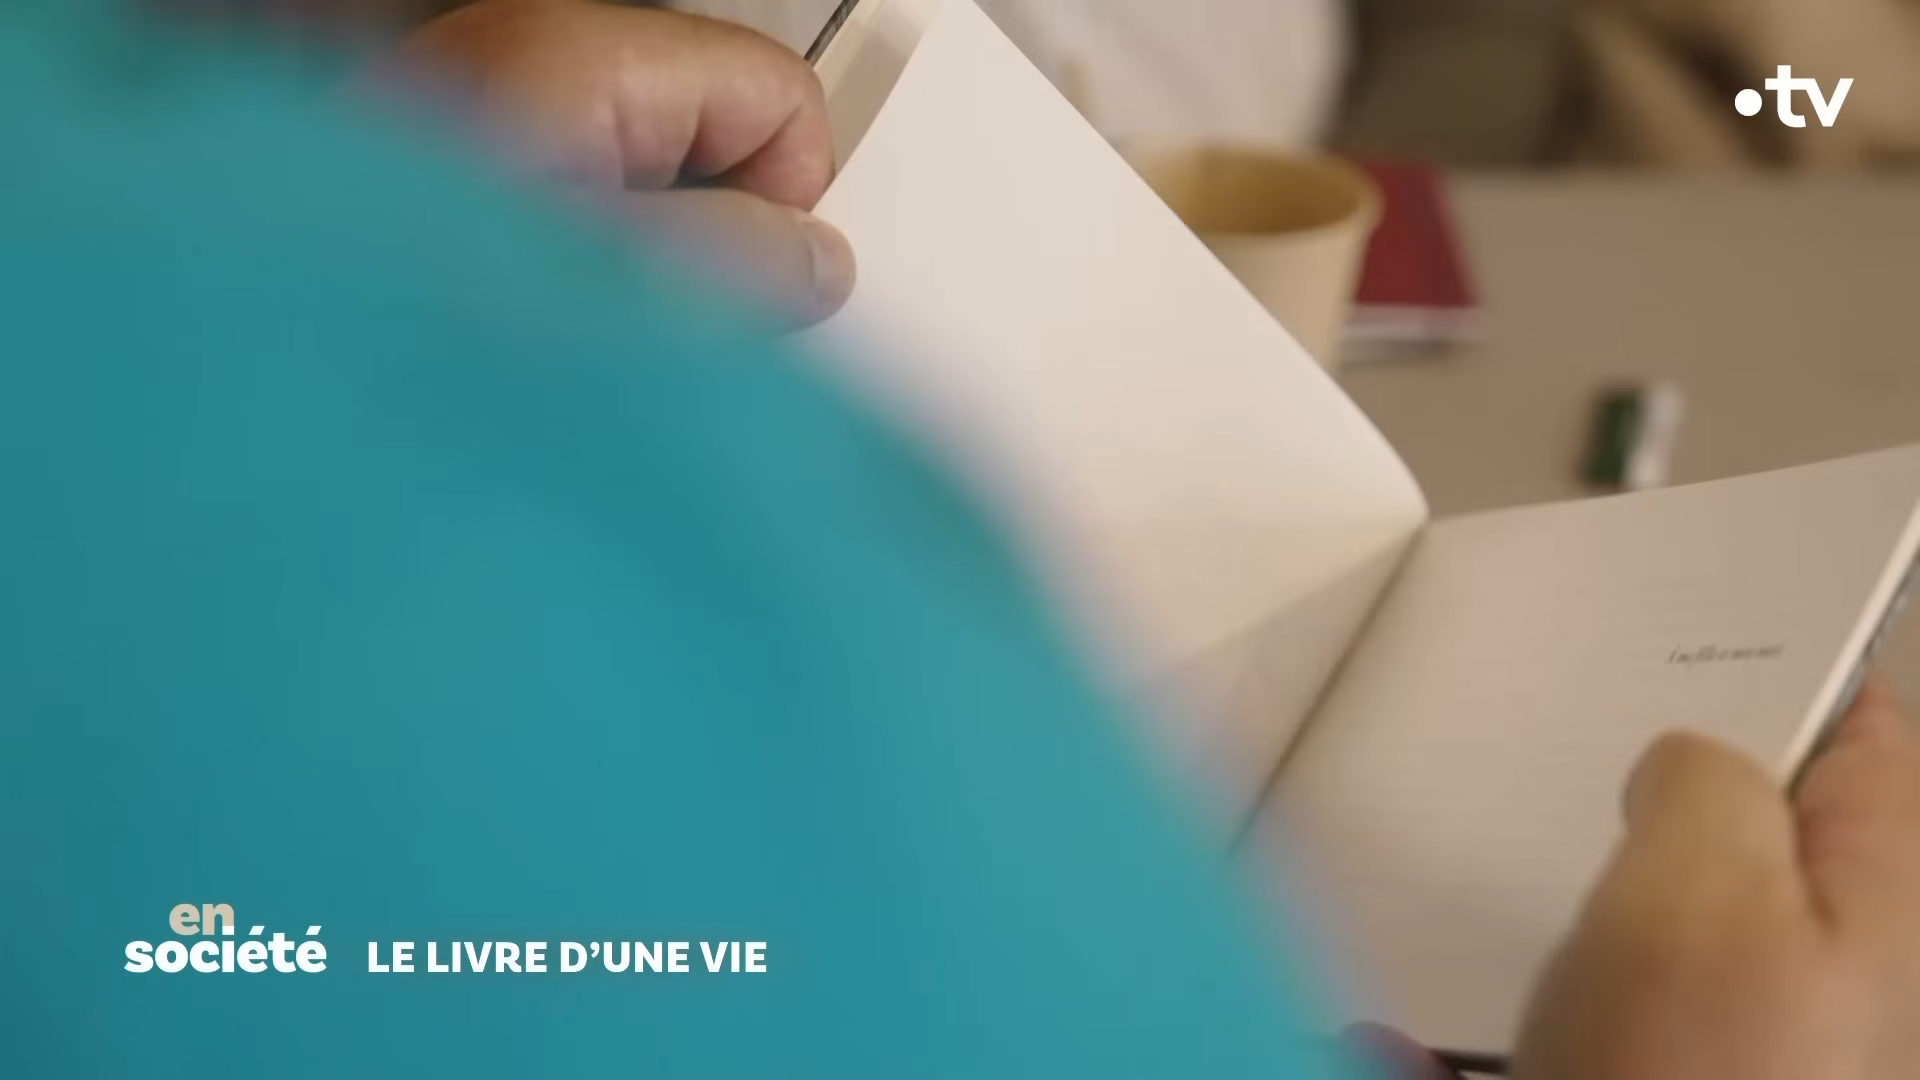 •tv
en
société
LE LIVRE D’UNE VIE